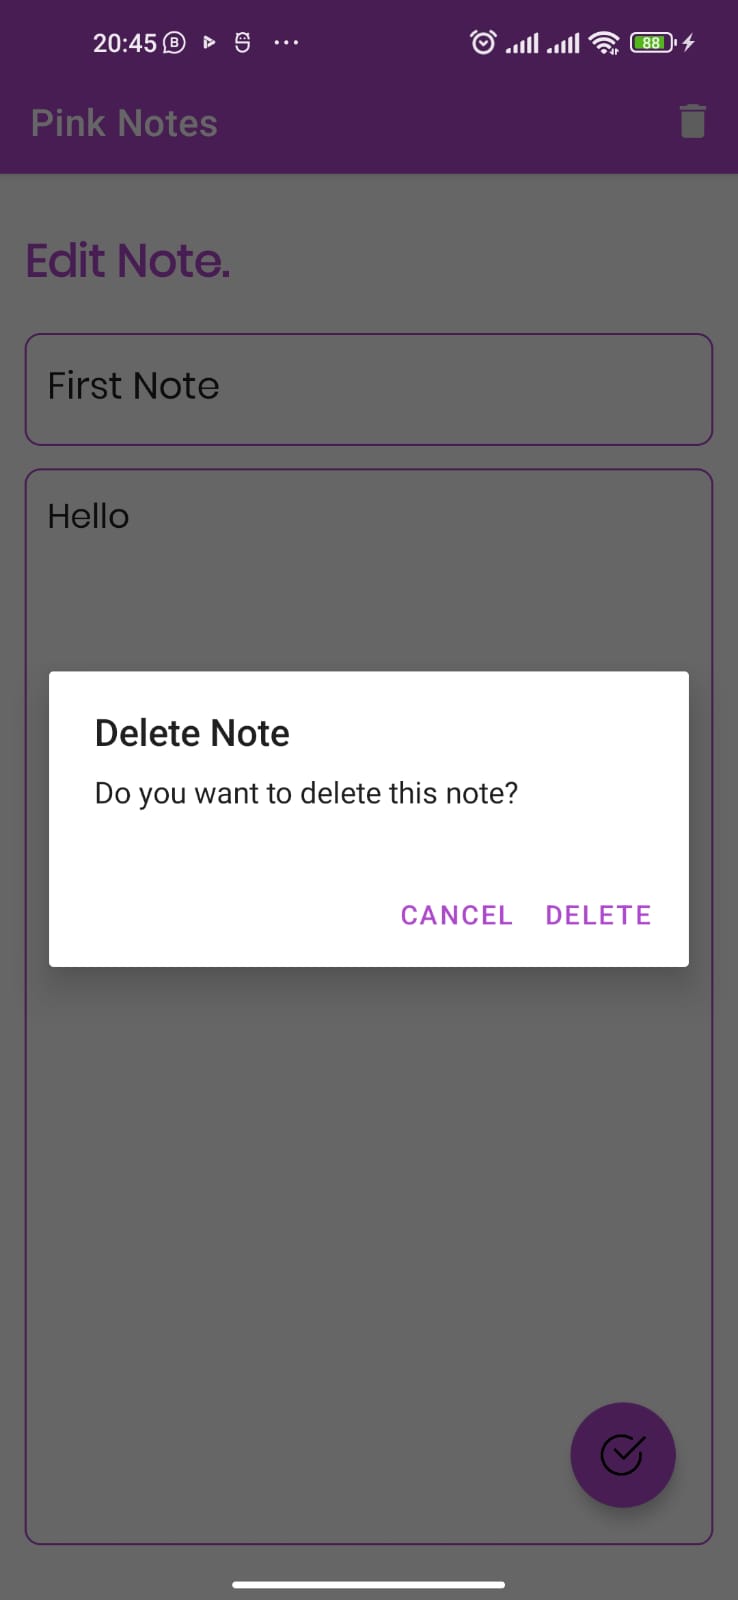 20:45
88
Pink Notes
Edit Note.
First Note
Hello
Delete Note
Do you want to delete this note?
CANCEL DELETE